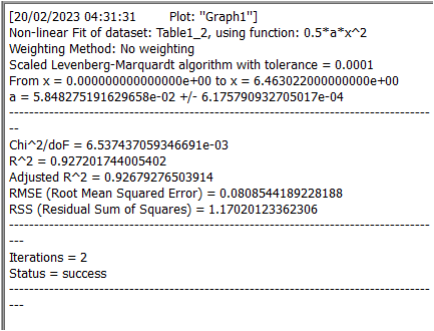 [20/02/2023 04:31:31 Plot: "Graph1"]
Non-linear Fit of dataset: Table1_2, using function: 0.5*a*x^2
Weighting Method: No weighting
Scaled Levenberg-Marquardt algorithm with tolerance = 0.0001
From x = 0.000000000000000e+00 to x = 6.463022000000000e+00
a = 5.848275191629658e-02 +/- 6.175790932705017e-04
--------------------------------------------------------------------------------------
--
Chi^2/doF = 6.537437059346691e-03
R^2 = 0.927201744005402
Adjusted R^2 = 0.92679276503914
RMSE (Root Mean Squared Error) = 0.0808544189228188
RSS (Residual Sum of Squares) = 1.17020123362306
--------------------------------------------------------------------------------------
---
Iterations = 2
Status = success
--------------------------------------------------------------------------------------
---